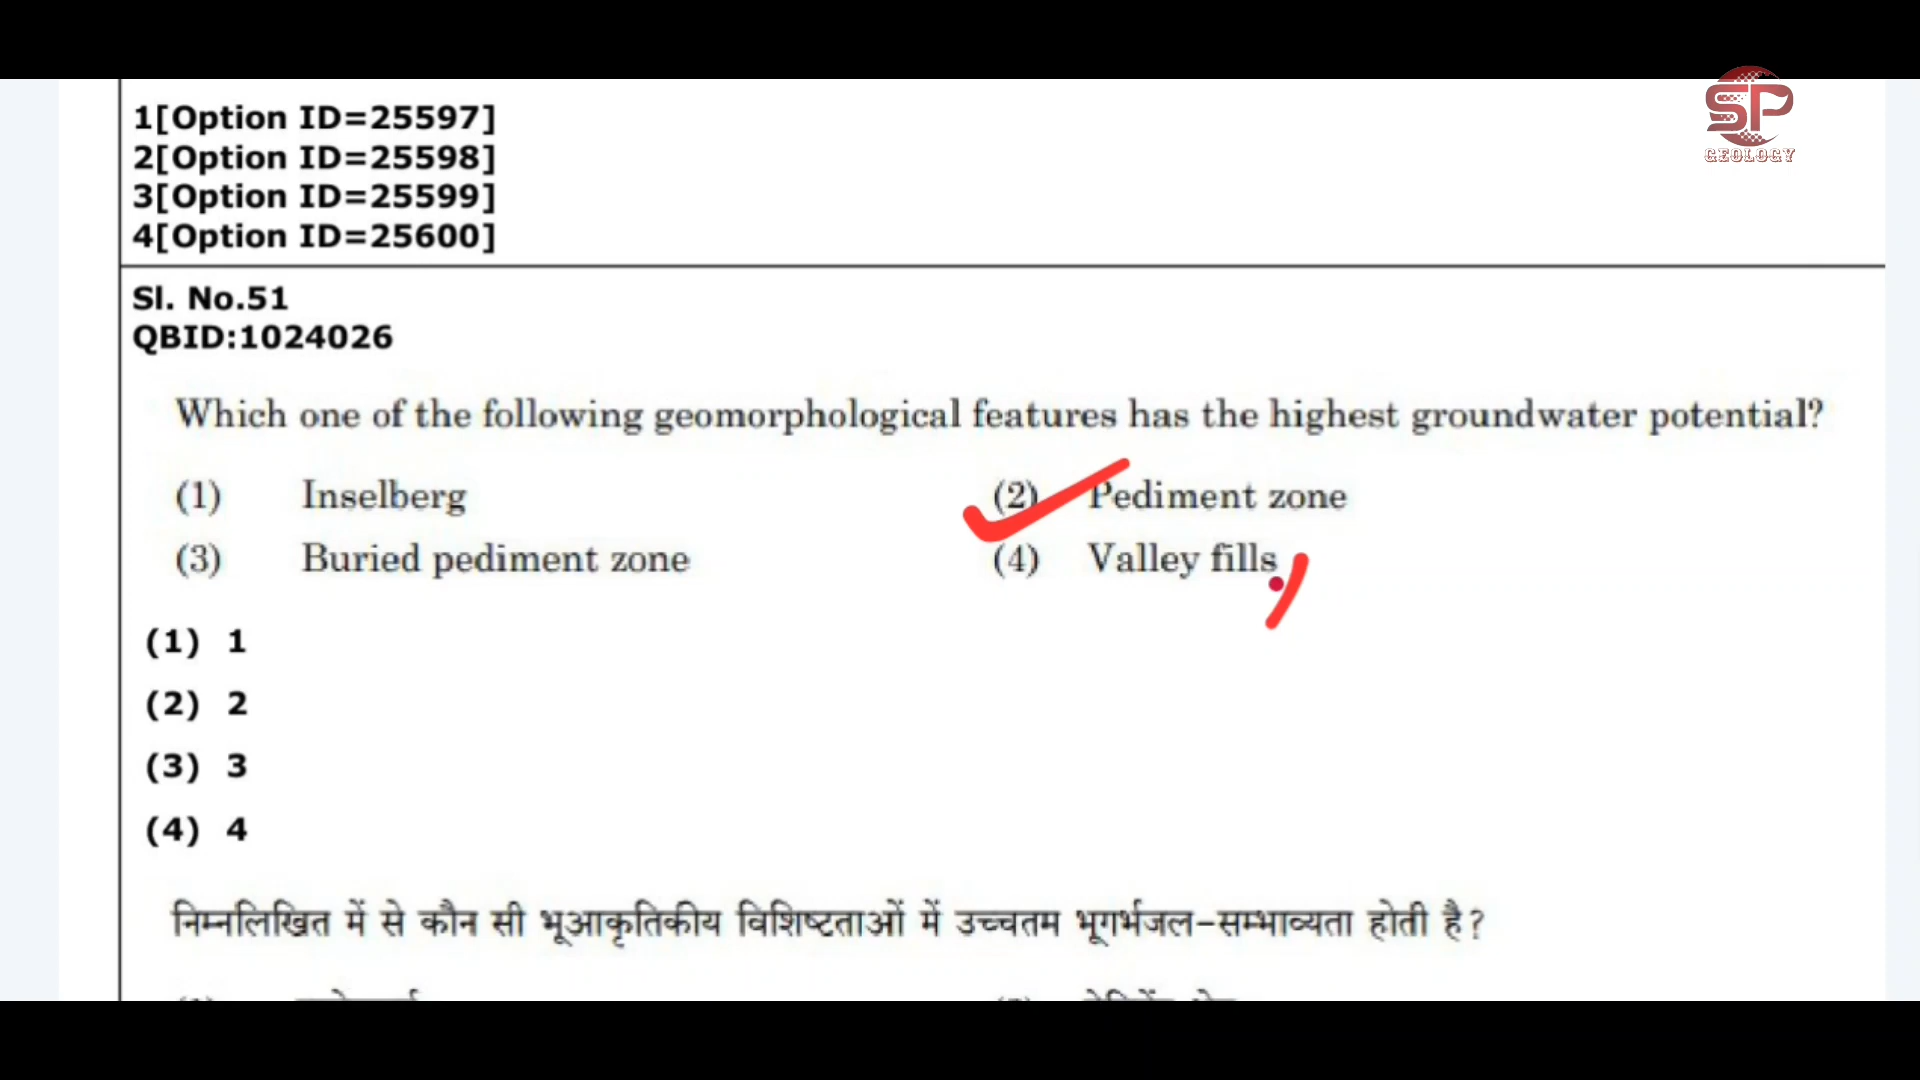 SP
GEOLOGY
1[Option ID=25597]
2[Option ID=25598]
3[Option ID=25599]
4[Option ID=25600]
Sl. No.51
QBID:1024026
Which one of the following geomorphological features has the highest groundwater potential?
(1) Inselberg (2) Pediment zone
(3) Buried pediment zone (4) Valley fills
(1) 1
(2) 2
(3) 3
(4) 4
निम्नलिखित में से कौन सी भूआकृतिकीय विशिष्टताओं में उच्चतम भूगर्भजल-सम्भाव्यता होती है?